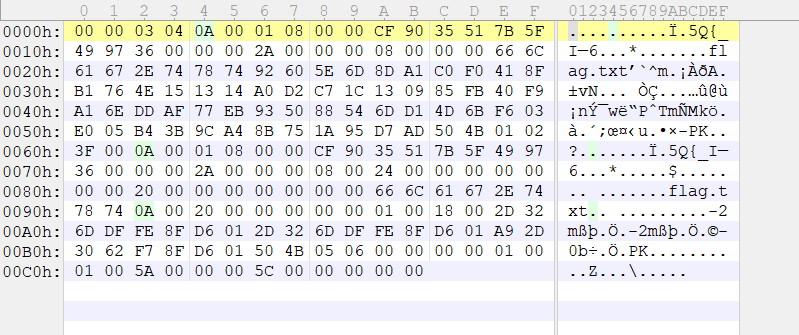 0 1 2 3 4 5 6 7 8 9 A B C D E F 0123456789ABCDEF
0000h: 00 00 03 04 0A 00 01 08 00 00 CF 90 35 51 7B 5F ..........Ï.5Q{_
0010h: 49 97 36 00 00 00 2A 00 00 00 08 00 00 00 66 6C I—6...*.......fl
0020h: 61 67 2E 74 78 74 92 60 5E 6D 8D A1 C0 F0 41 8F ag.txt’`^m.¡ÀðA.
0030h: B1 76 4E 15 13 14 A0 D2 C7 1C 13 09 85 FB 40 F9 ±vN... ÒÇ...…û@ù
0040h: A1 6E DD AF 77 EB 93 50 88 54 6D D1 4D 6B F6 03 ¡nÝ¯wë“PˆTmÑMkö.
0050h: E0 05 B4 3B 9C A4 8B 75 1A 95 D7 AD 50 4B 01 02 à.´;œ¤‹u.•×-PK..
0060h: 3F 00 0A 00 01 08 00 00 CF 90 35 51 7B 5F 49 97 ?.......Ï.5Q{_I—
0070h: 36 00 00 00 2A 00 00 00 08 00 24 00 00 00 00 00 6...*.....$.....
0080h: 00 00 20 00 00 00 00 00 00 00 66 6C 61 67 2E 74 .. .......flag.t
0090h: 78 74 0A 00 20 00 00 00 00 00 01 00 18 00 2D 32 xt.. .........-2
00A0h: 6D DF FE 8F D6 01 2D 32 6D DF FE 8F D6 01 A9 2D mßþ.Ö.-2mßþ.Ö.©-
00B0h: 30 62 F7 8F D6 01 50 4B 05 06 00 00 00 00 01 00 0b÷.Ö.PK........
00C0h: 01 00 5A 00 00 00 5C 00 00 00 00 00 ..Z...\.....